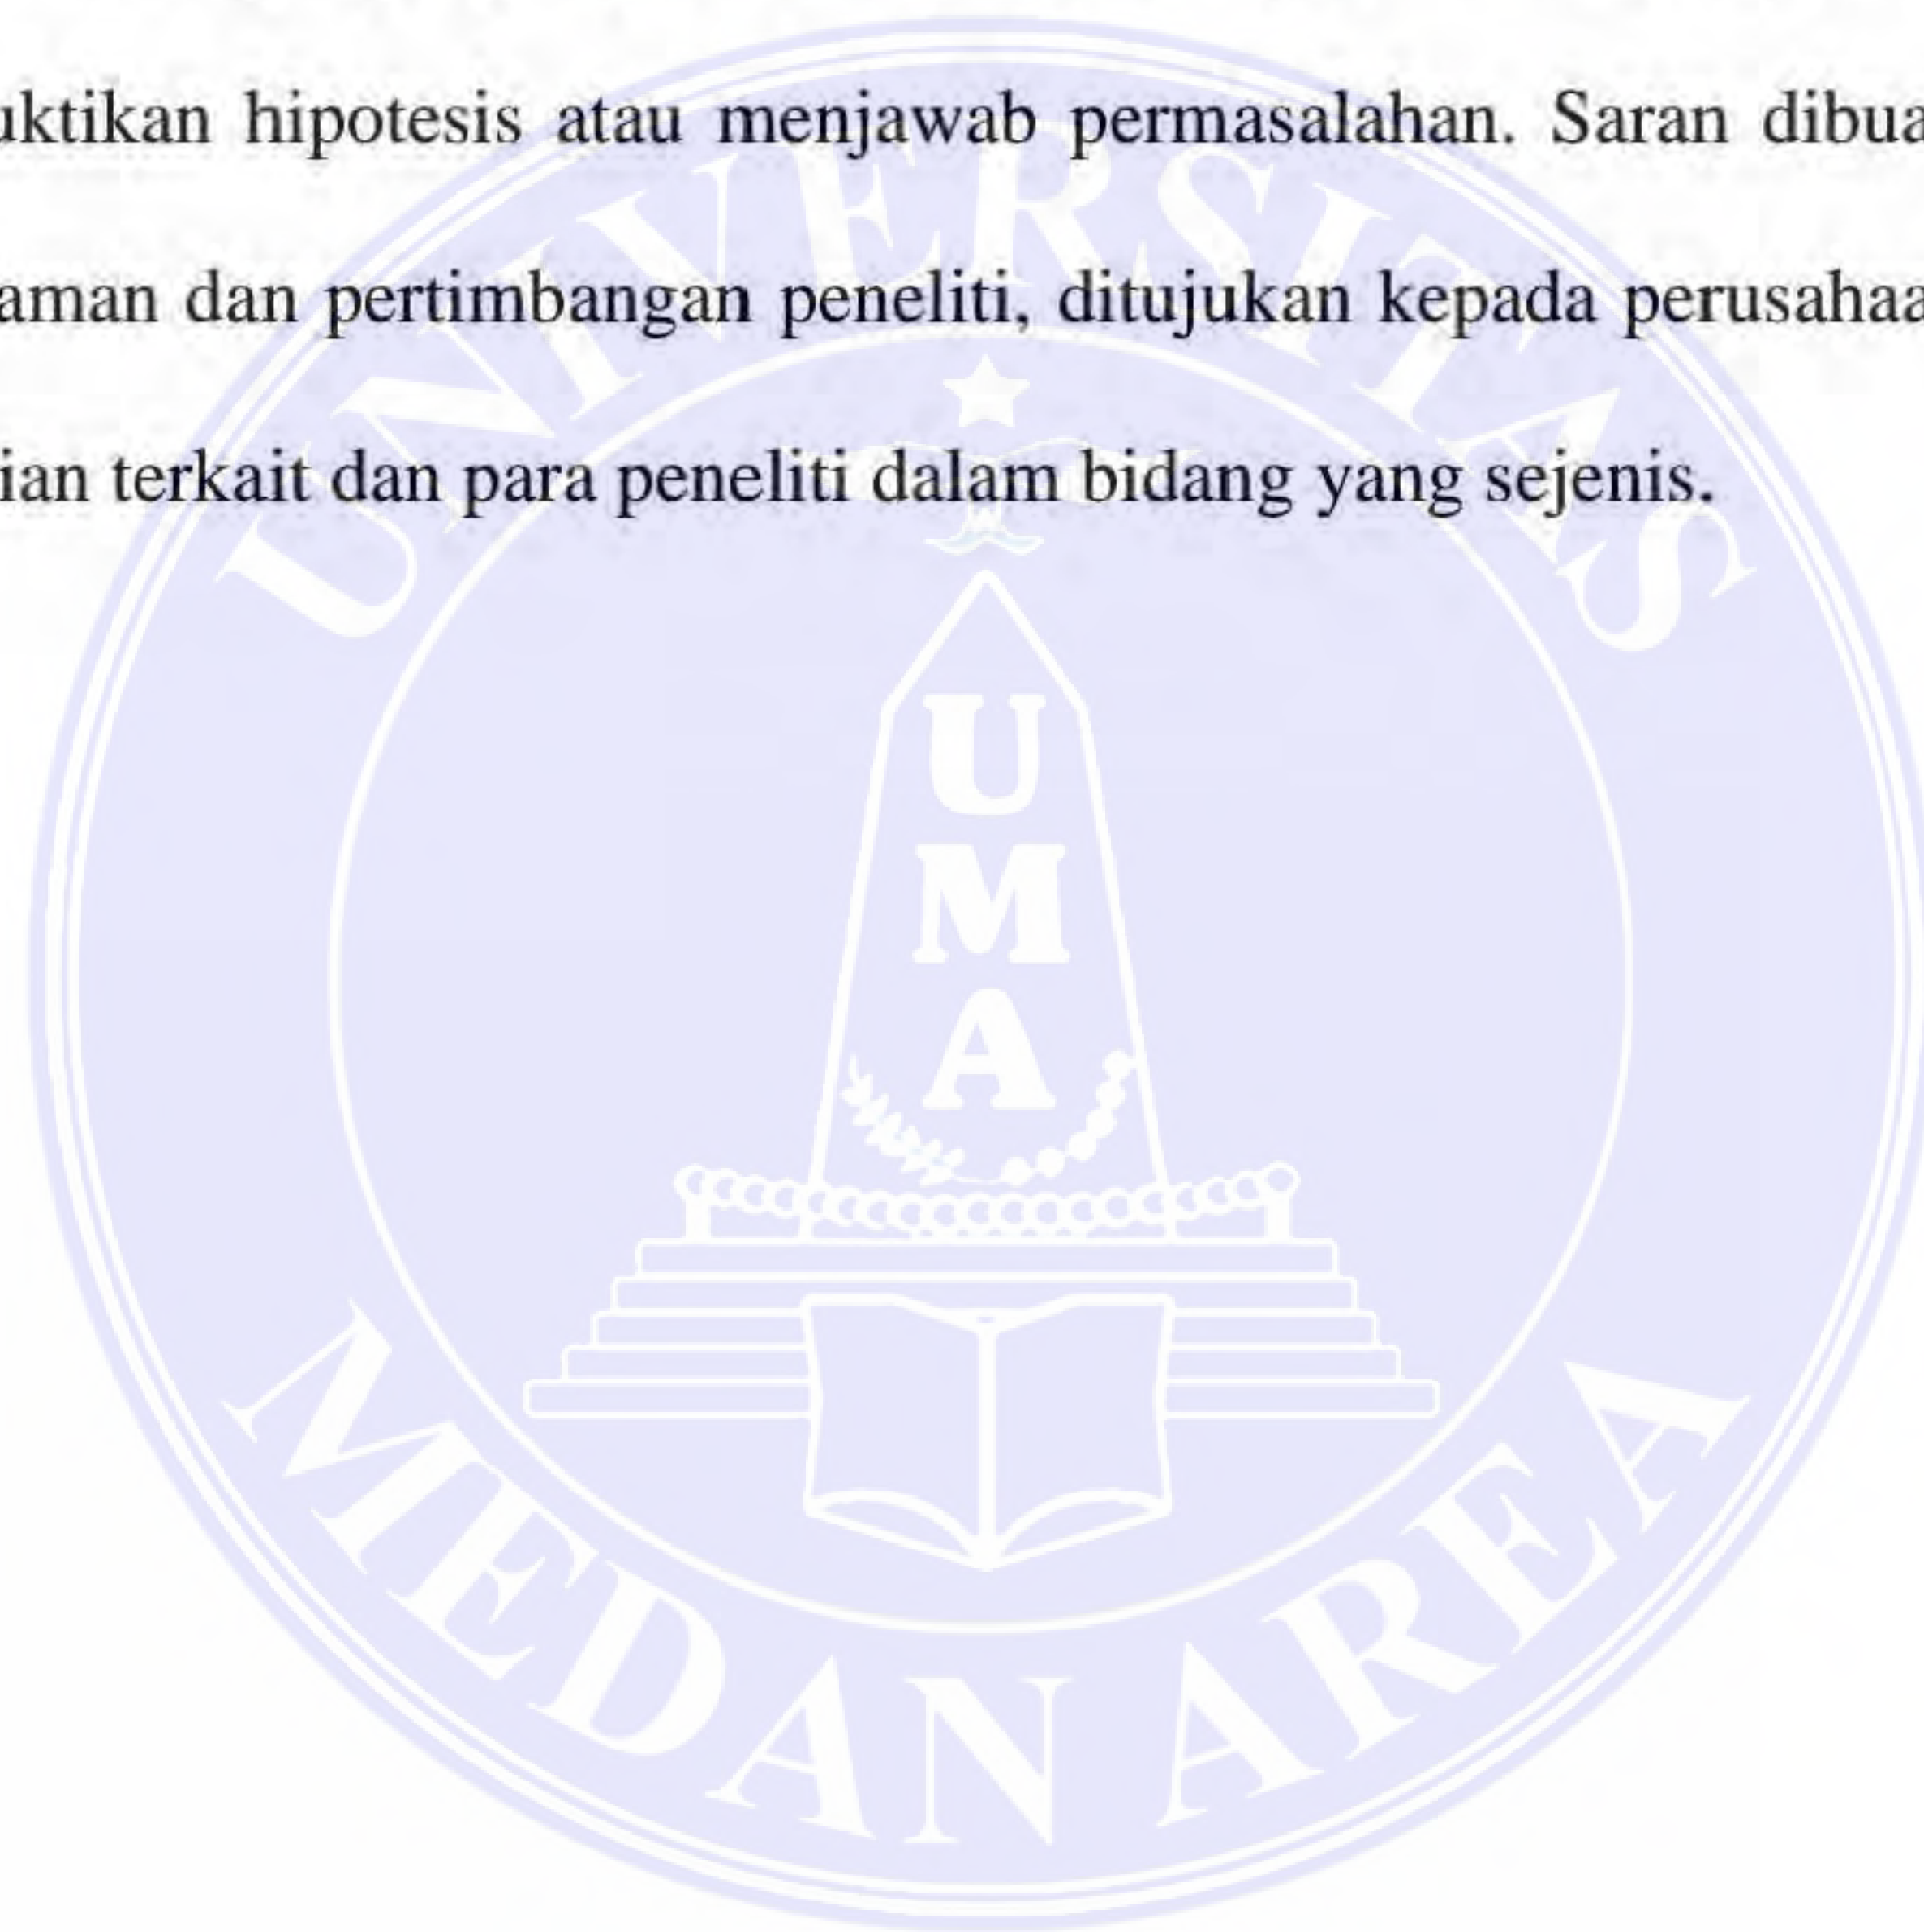 uktikan hipotesis atau menjawab permasalahan. Saran dibua
aman dan pertimbangan peneliti, ditujukan kepada perusahaa
ian terkait dan para peneliti dalam bidang yang sejenis.
UNIVERSITAS
U
M
A
MEDAN AREA